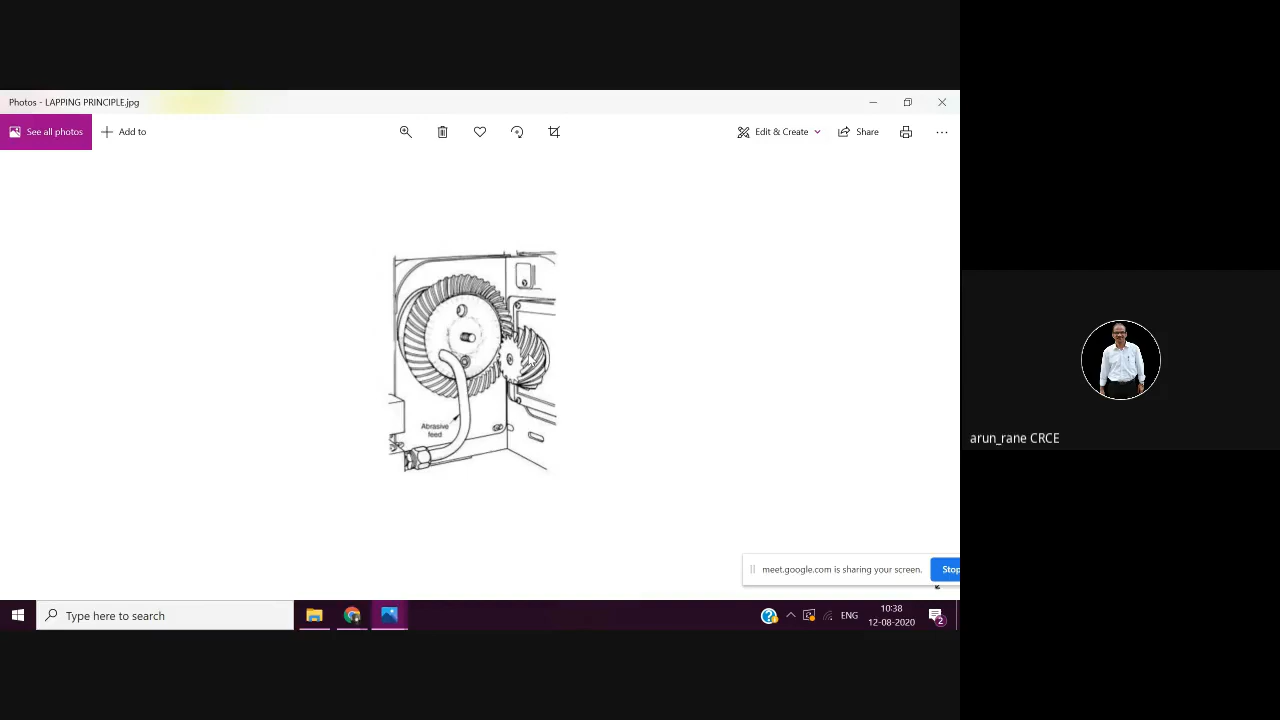 Photos - LAPPING PRINCIPLE.jpg
See all photos
Add to
Edit & Create
Share
Abrasive
feed
arun_rane CRCE
meet.google.com is sharing your screen.
Stop
Type here to search
ENG
10:38
12-08-2020
2